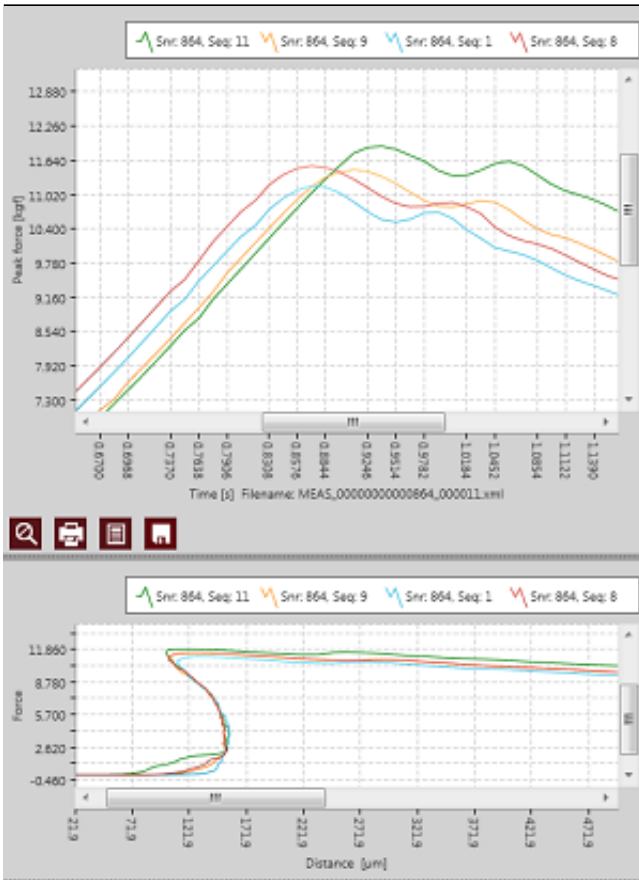 Snr: 864, Seq: 11 Snr: 864, Seq: 9 Snr: 864, Seq: 1 Snr: 864, Seq: 8
Peak force [kgf]
12.880
12.260
11.640
11.020
10.400
9.780
9.160
8.540
7.920
7.300
0.6700 0.6968 0.7370 0.7638 0.7906 0.8308 0.8576 0.8844 0.9246 0.9514 0.9782 1.0184 1.0452 1.0854 1.1122 1.1390
Time [s] Filename: MEAS_00000000000864_000011.xml
Snr: 864, Seq: 11 Snr: 864, Seq: 9 Snr: 864, Seq: 1 Snr: 864, Seq: 8
Force
11.860
8.780
5.700
2.620
-0.460
21.9 71.9 121.9 171.9 221.9 271.9 321.9 371.9 421.9 471.9
Distance [µm]